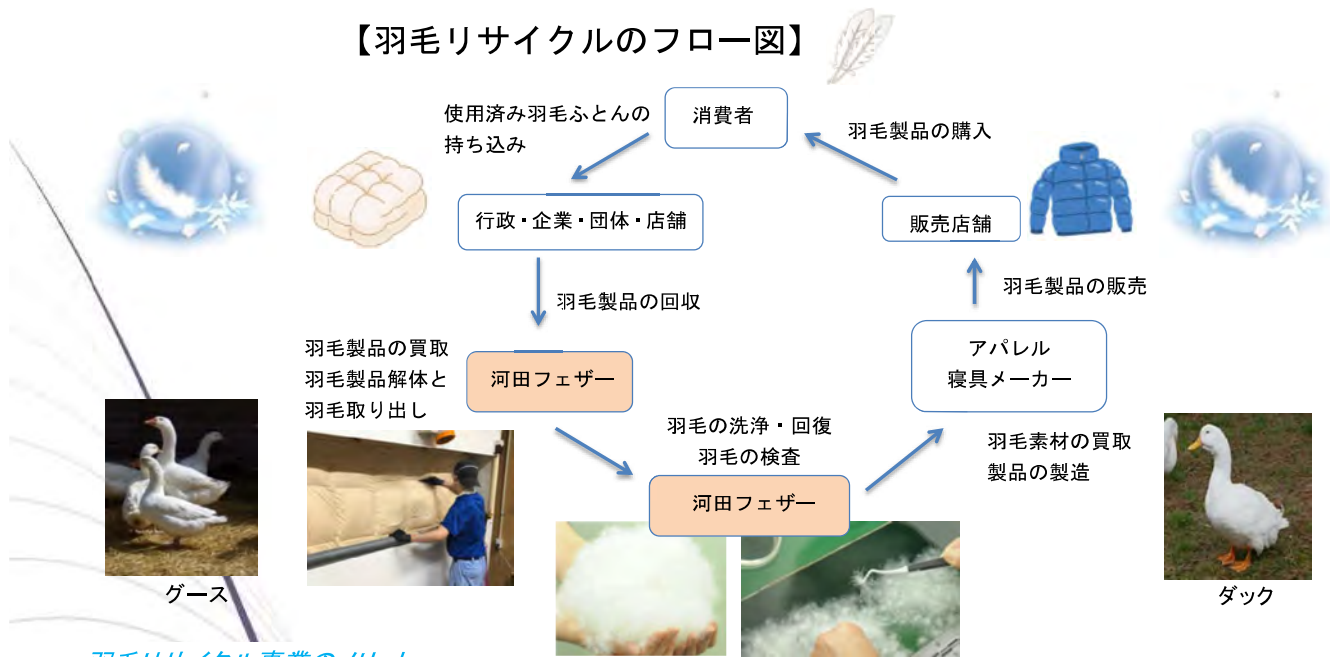 【羽毛リサイクルのフロー図】
消費者
使用済み羽毛ふとんの
持ち込み
羽毛製品の購入
行政・企業・団体・店舗
販売店舗
羽毛製品の回収
羽毛製品の販売
羽毛製品の買取
羽毛製品解体と
羽毛取り出し
河田フェザー
アパレル
寝具メーカー
羽毛の洗浄・回復
羽毛の検査
河田フェザー
羽毛素材の買取
製品の製造
グース
ダック